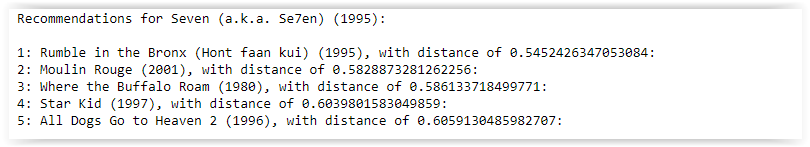 Recommendations for Seven (a.k.a. Se7en) (1995):
1: Rumble in the Bronx (Hont faan kui) (1995), with distance of 0.5452426347053084:
2: Moulin Rouge (2001), with distance of 0.5828873281262256:
3: Where the Buffalo Roam (1980), with distance of 0.586133718499771:
4: Star Kid (1997), with distance of 0.6039801583049859:
5: All Dogs Go to Heaven 2 (1996), with distance of 0.6059130485982707: